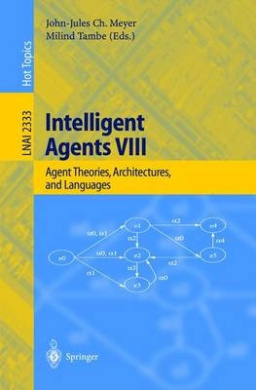 John-Jules Ch. Meyer
Milind Tambe (Eds.)
Hot Topics
LNAI 2333
Intelligent
Agents VIII
Agent Theories, Architectures,
and Languages
Springer